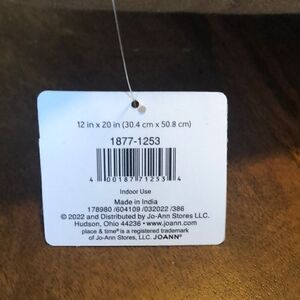 12 in x 20 in (30.4 cm x 50.8 cm)
1877-1253
4 00187 71253 4
Indoor Use
Made in India
178980 /604109 /032022 /386
© 2022 and Distributed by Jo-Ann Stores LLC.
Hudson, Ohio 44236 • www.joann.com
place & time® is a registered trademark
of Jo-Ann Stores, LLC. JOANN®